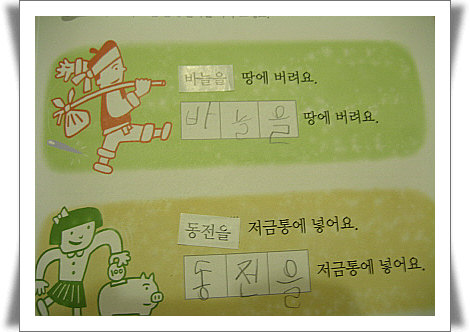 바늘을 땅에 버려요.
바늘을 땅에 버려요.
동전을 저금통에 넣어요.
100
동전을 저금통에 넣어요.